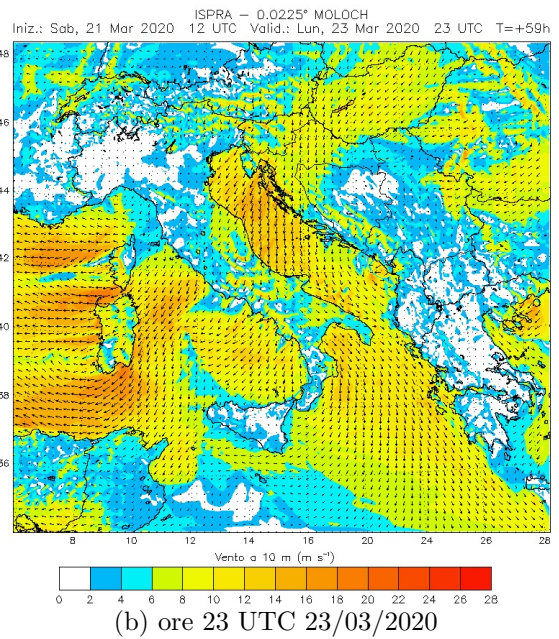 ISPRA – 0.0225° MOLOCH
Iniz.: Sab, 21 Mar 2020 12 UTC Valid.: Lun, 23 Mar 2020 23 UTC T=+59h
48
46
44
42
40
38
36
8 10 12 14 16 18 20 22 24 26 28
Vento a 10 m (m s⁻¹)
0 2 4 6 8 10 12 14 16 18 20 22 24 26 28
(b) ore 23 UTC 23/03/2020